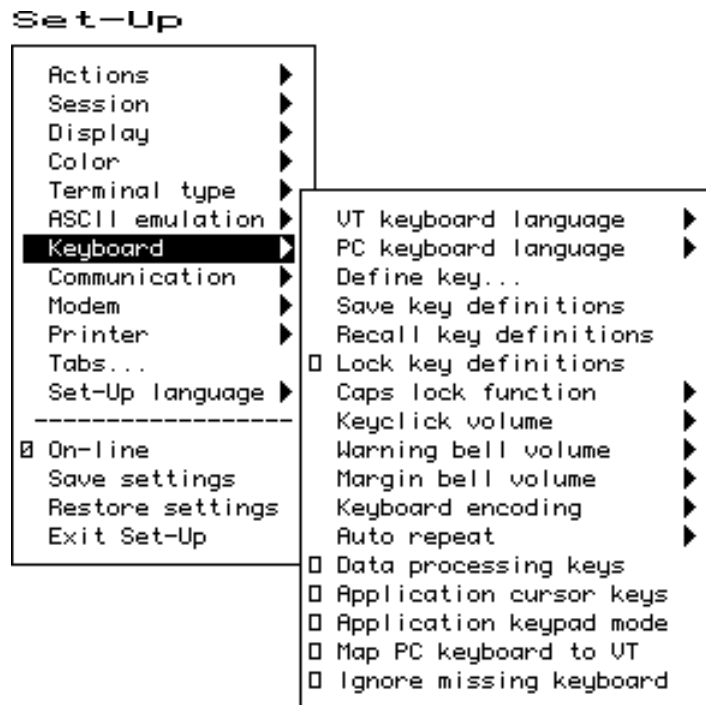 Set-Up
Actions
Session
Display
Color
Terminal type
ASCII emulation
Keyboard
Communication
Modem
Printer
Tabs...
Set-Up language
------------------
On-line
Save settings
Restore settings
Exit Set-Up
VT keyboard language
PC keyboard language
Define key...
Save key definitions
Recall key definitions
Lock key definitions
Caps lock function
Keyclick volume
Warning bell volume
Margin bell volume
Keyboard encoding
Auto repeat
Data processing keys
Application cursor keys
Application keypad mode
Map PC keyboard to VT
Ignore missing keyboard